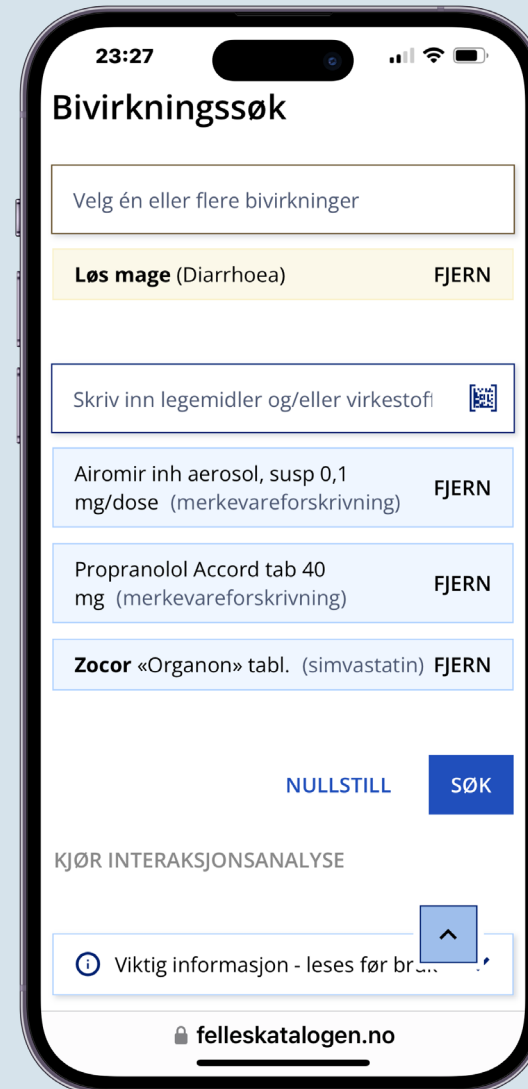 23:27
Bivirkningssøk
Velg én eller flere bivirkninger
Løs mage (Diarrhoea) FJERN
Skriv inn legemidler og/eller virkestoff
Airomir inh aerosol, susp 0,1
mg/dose (merkevareforskrivning) FJERN
Propranolol Accord tab 40
mg (merkevareforskrivning) FJERN
Zocor «Organon» tabl. (simvastatin) FJERN
NULLSTILL SØK
KJØR INTERAKSJONSANALYSE
Viktig informasjon - leses før bruk
felleskatalogen.no